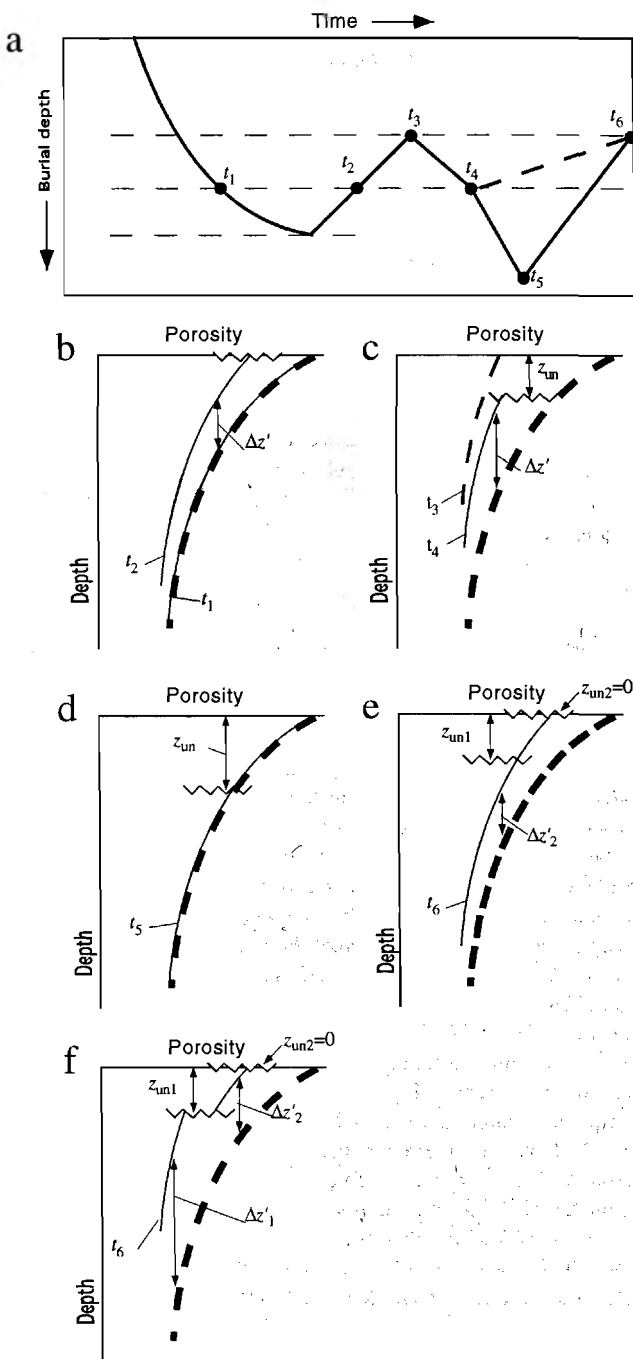 Time
a
Burial depth
t3
t6
t1
t2
t4
t5
b
Porosity
Δz'
t2
t1
Depth
c
Porosity
zun
Δz'
t3
t4
Depth
d
Porosity
zun
t5
Depth
e
Porosity
zun2=0
zun1
Δz'2
t6
Depth
f
Porosity
zun2=0
zun1
Δz'2
Δz'1
t6
Depth